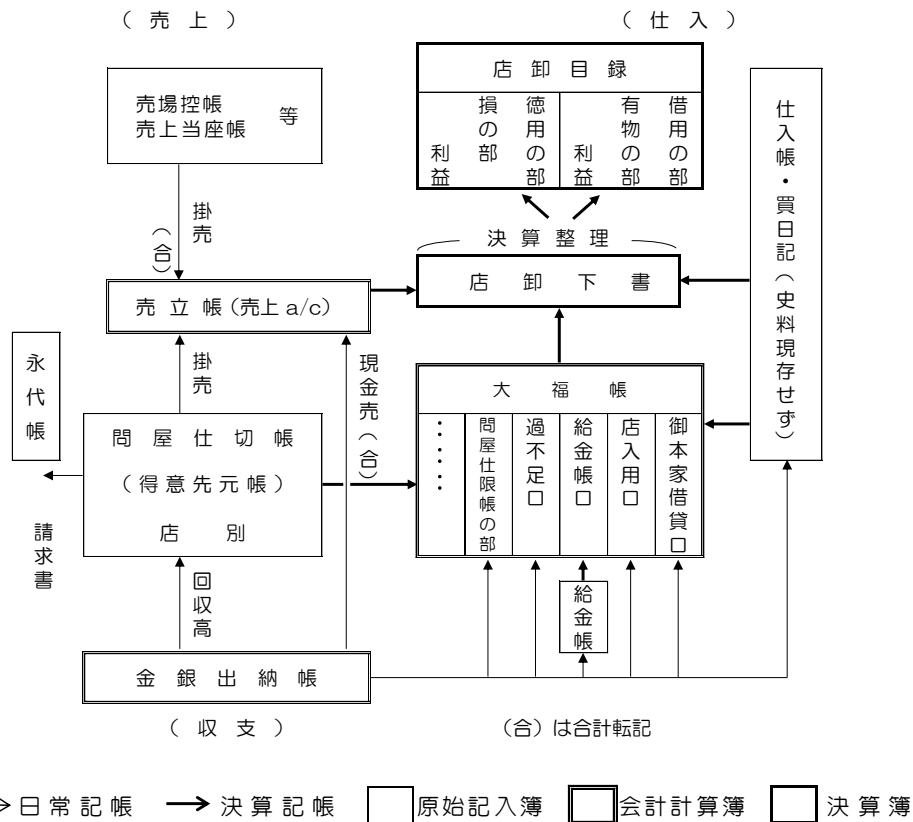 （ 売 上 ）
（ 仕 入 ）
売場控帳
売上当座帳
等
店 卸 目 録
借用の部
有物の部
利益
徳用の部
損の部
利益
仕入帳・買日記（史料現存せず）
掛売
（合）
決 算 整 理
売 立 帳（売上 a/c）
店 卸 下 書
永代帳
掛売
現金売（合）
大 福 帳
御本家借貸口
店入用口
給金帳口
過不足口
問屋仕限帳の部
・・・・・
問 屋 仕 切 帳
（ 得 意 先 元 帳 ）
店 別
請求書
回収高
給金帳
金 銀 出 納 帳
（ 収 支 ）
（合）は合計転記
日 常 記 帳
決 算 記 帳
原始記入簿
会計計算簿
決 算 簿